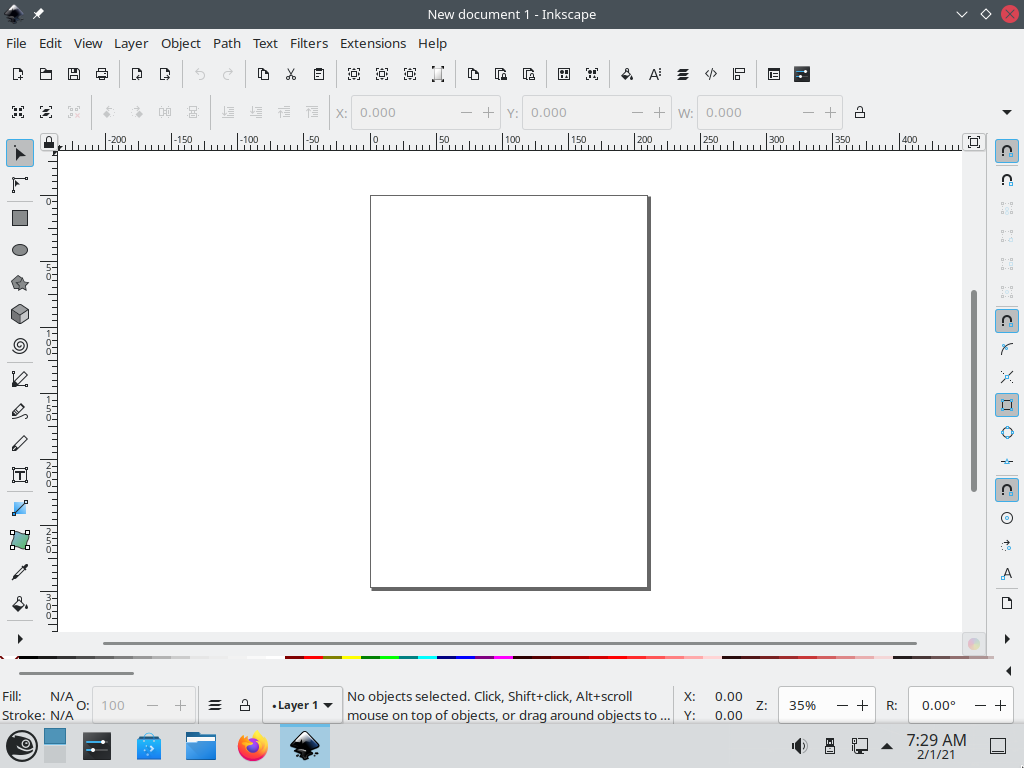 New document 1 - Inkscape
File Edit View Layer Object Path Text Filters Extensions Help
X: 0.000 Y: 0.000 W: 0.000
-200 -150 -100 -50 0 50 100 150 200 250 300 350 400
0
50
100
150
200
250
300
Fill: N/A
Stroke: N/A
O: 100
•Layer 1
No objects selected. Click, Shift+click, Alt+scroll
mouse on top of objects, or drag around objects to ...
X: 0.00
Y: 0.00
Z: 35%
R: 0.00°
7:29 AM
2/1/21